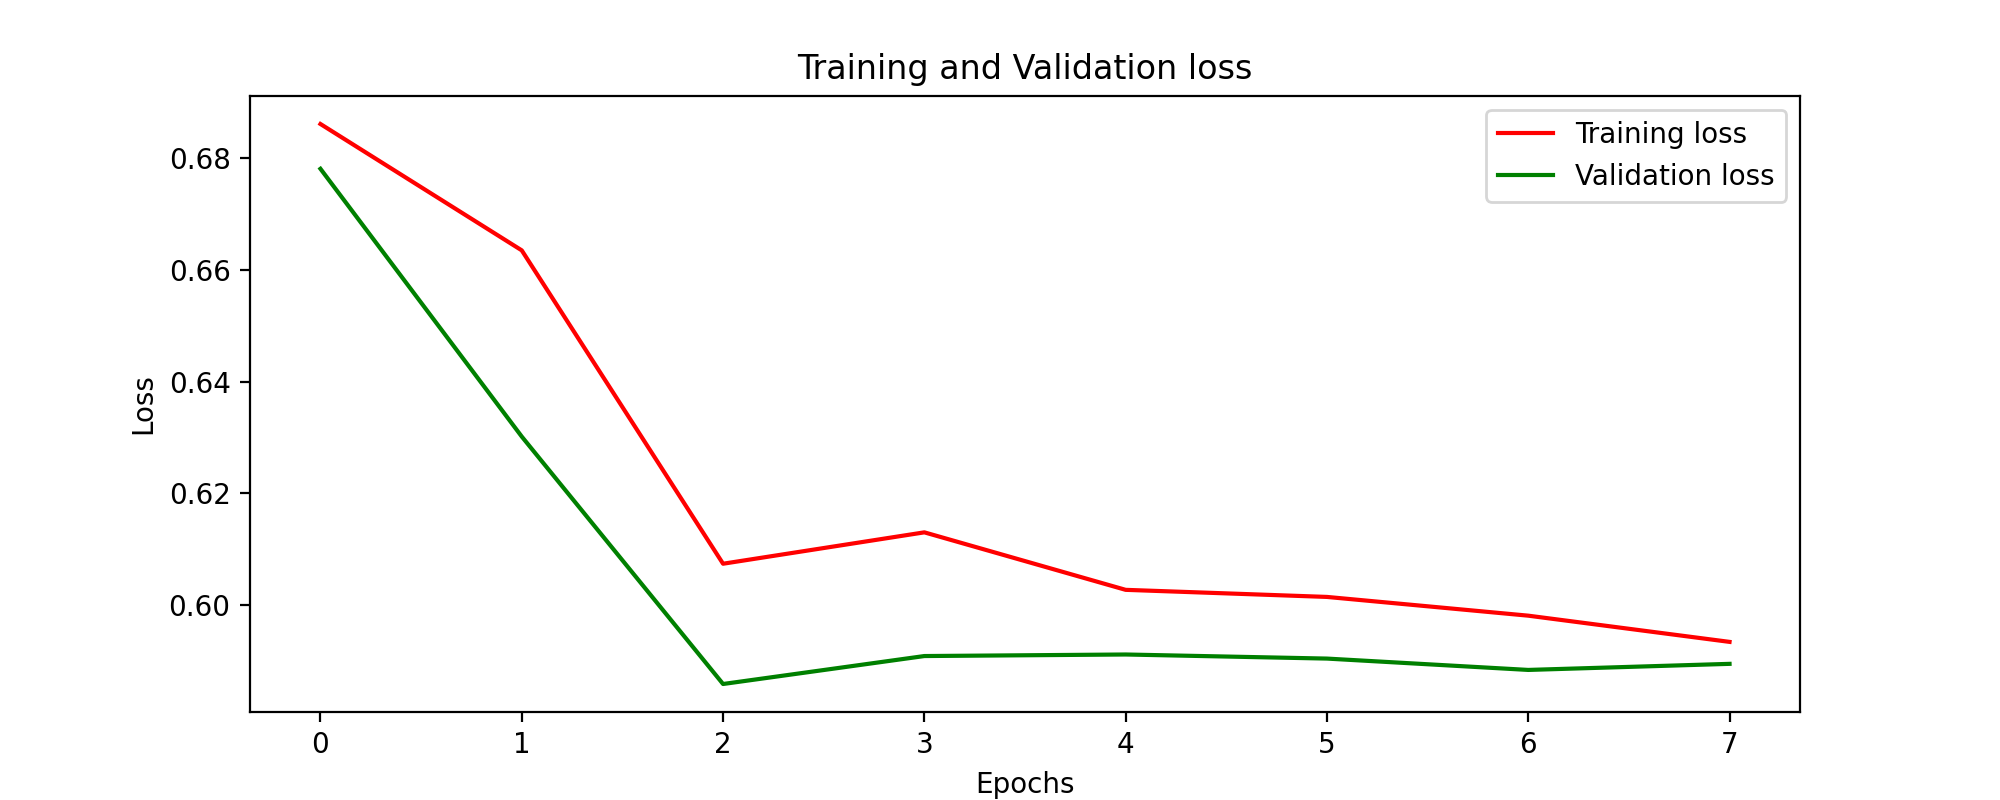 Training and Validation loss
Training loss
Validation loss
0.68
0.66
0.64
0.62
0.60
Loss
0 1 2 3 4 5 6 7
Epochs